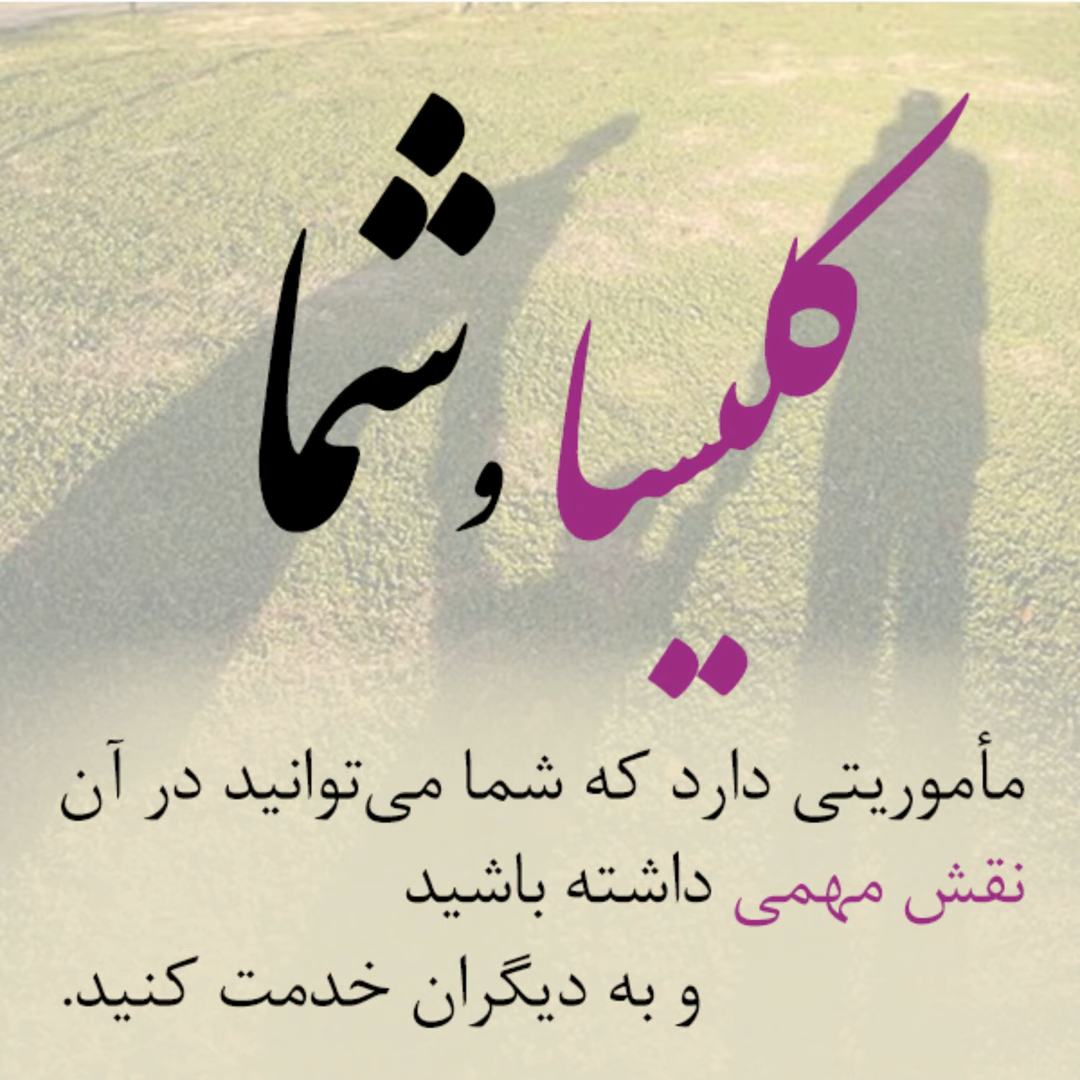 کلیسا و شما
مأموریتی دارد که شما می‌توانید در آن
نقش مهمی داشته باشید
و به دیگران خدمت کنید.